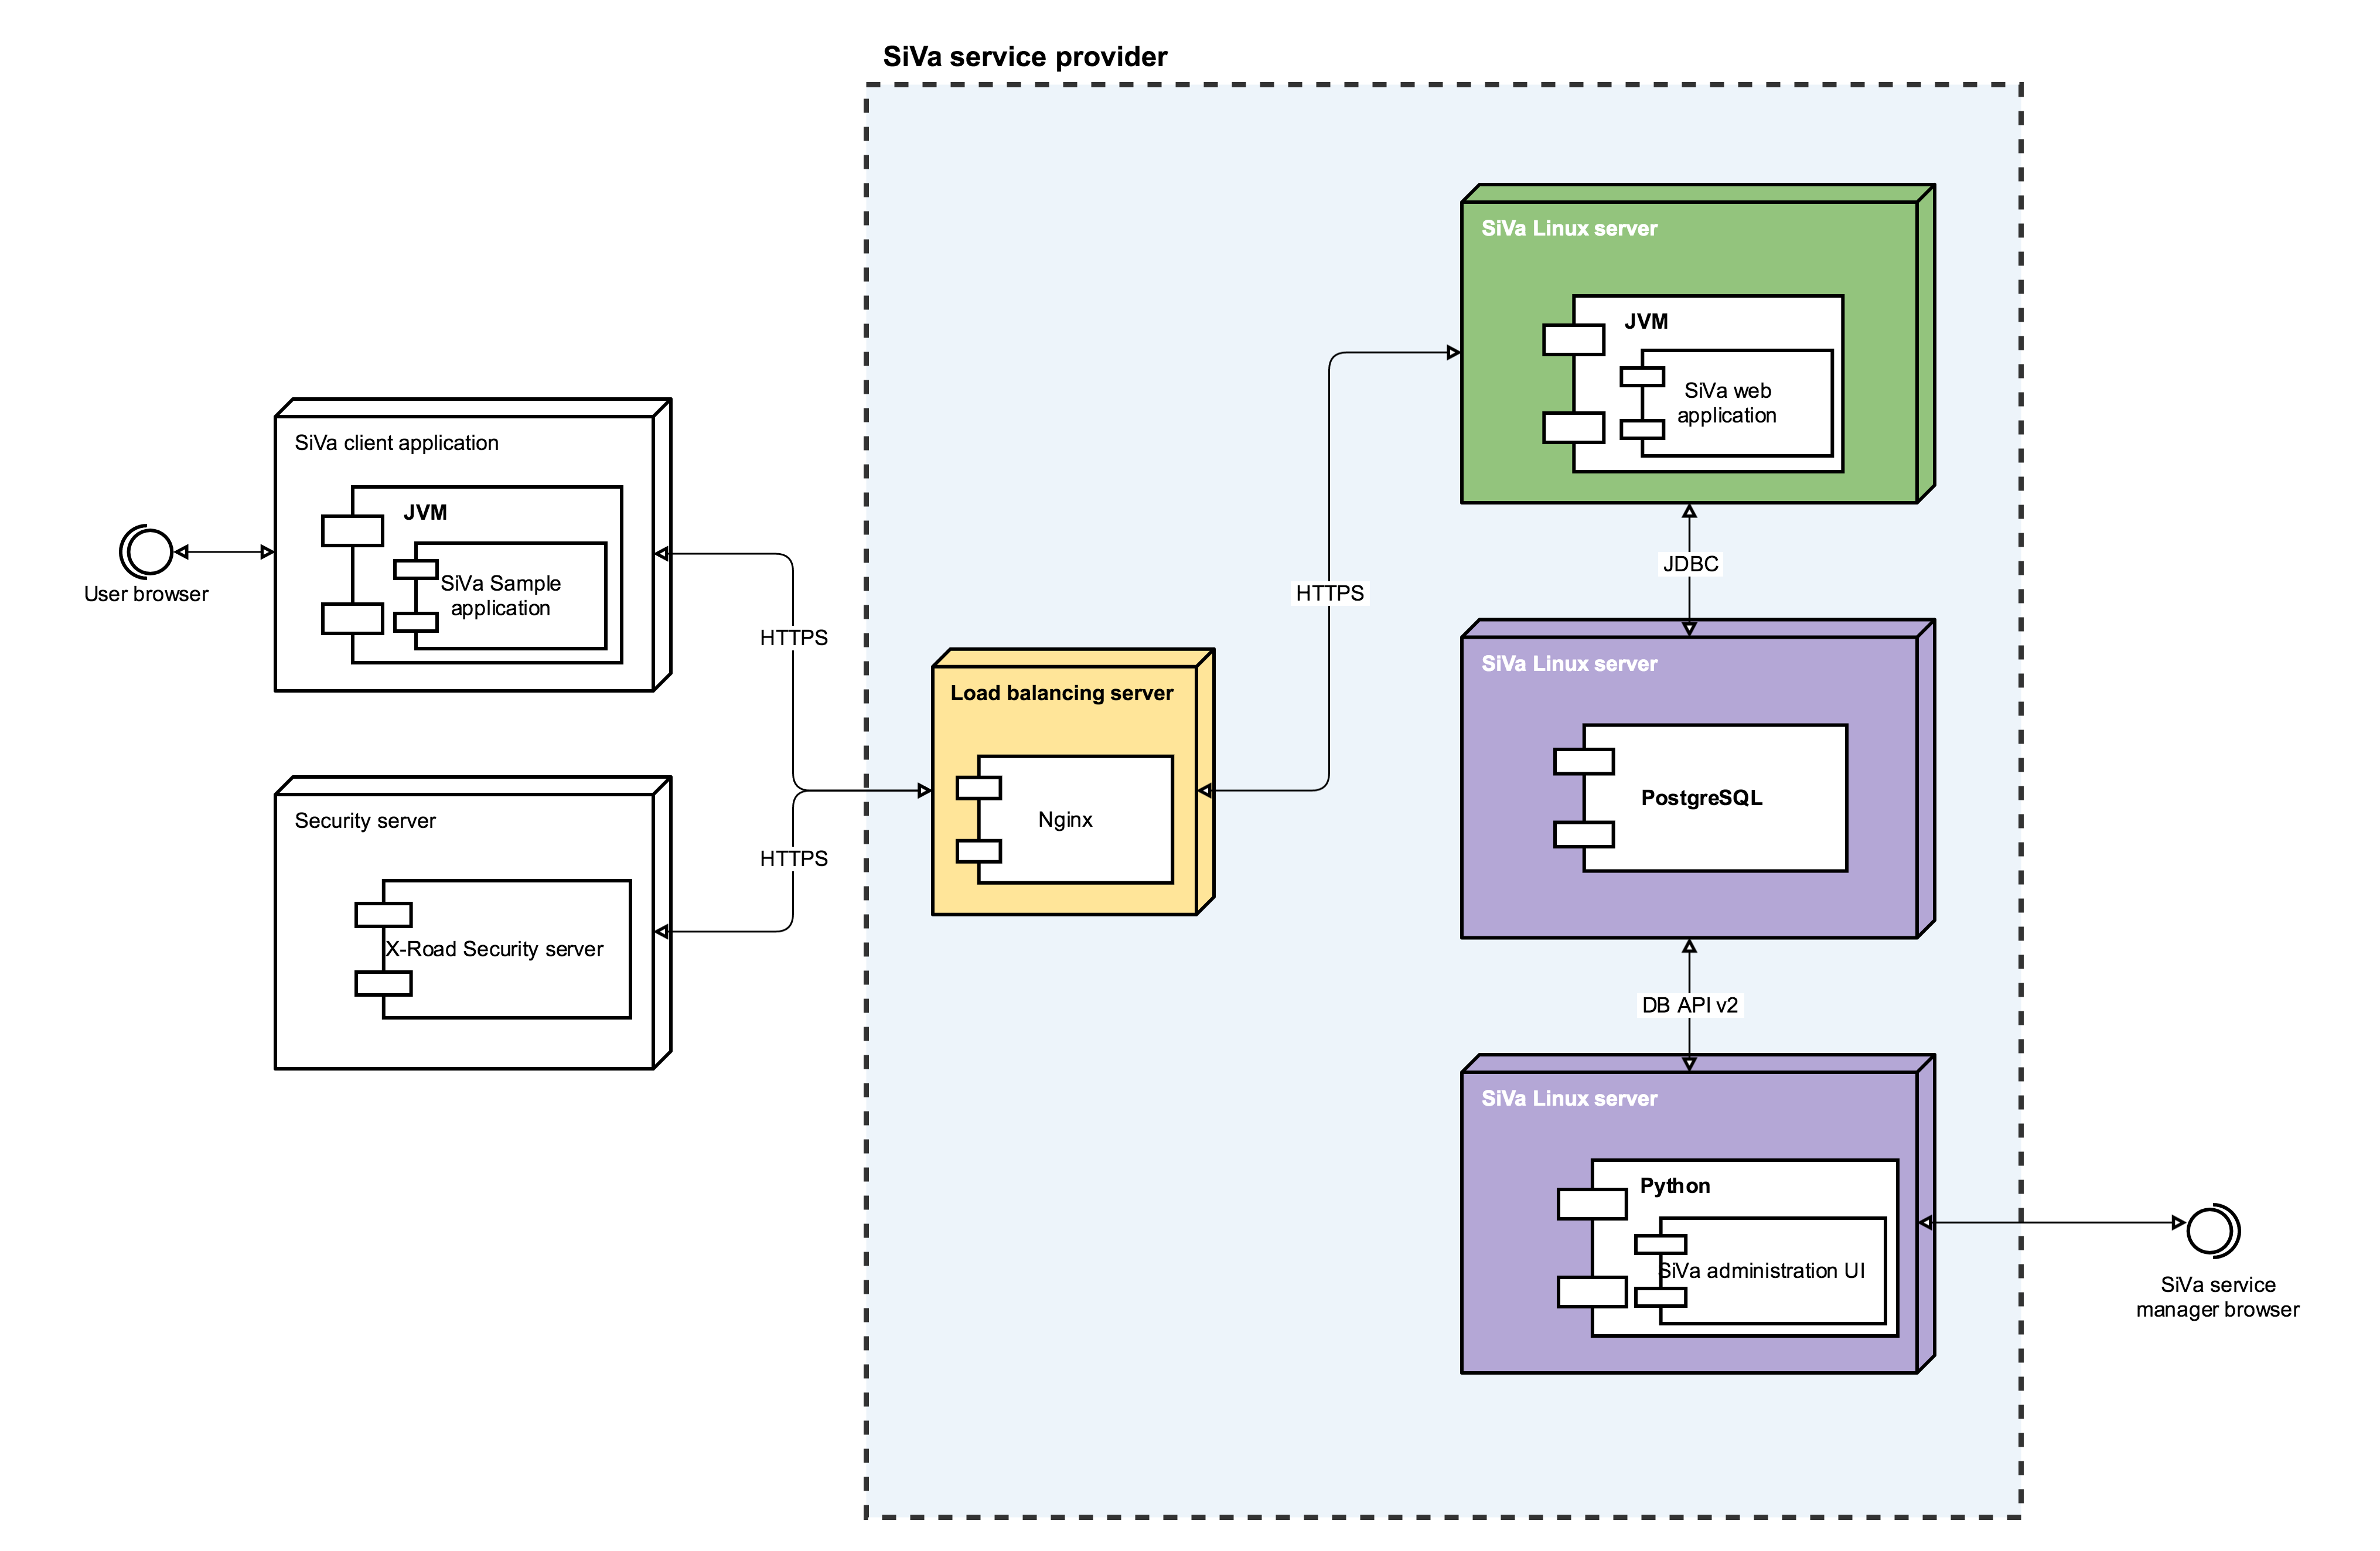 SiVa service provider
SiVa client application
JVM
SiVa Sample
application
User browser
HTTPS
Security server
X-Road Security server
HTTPS
Load balancing server
Nginx
HTTPS
SiVa Linux server
JVM
SiVa web
application
JDBC
SiVa Linux server
PostgreSQL
DB API v2
SiVa Linux server
Python
SiVa administration UI
SiVa service
manager browser